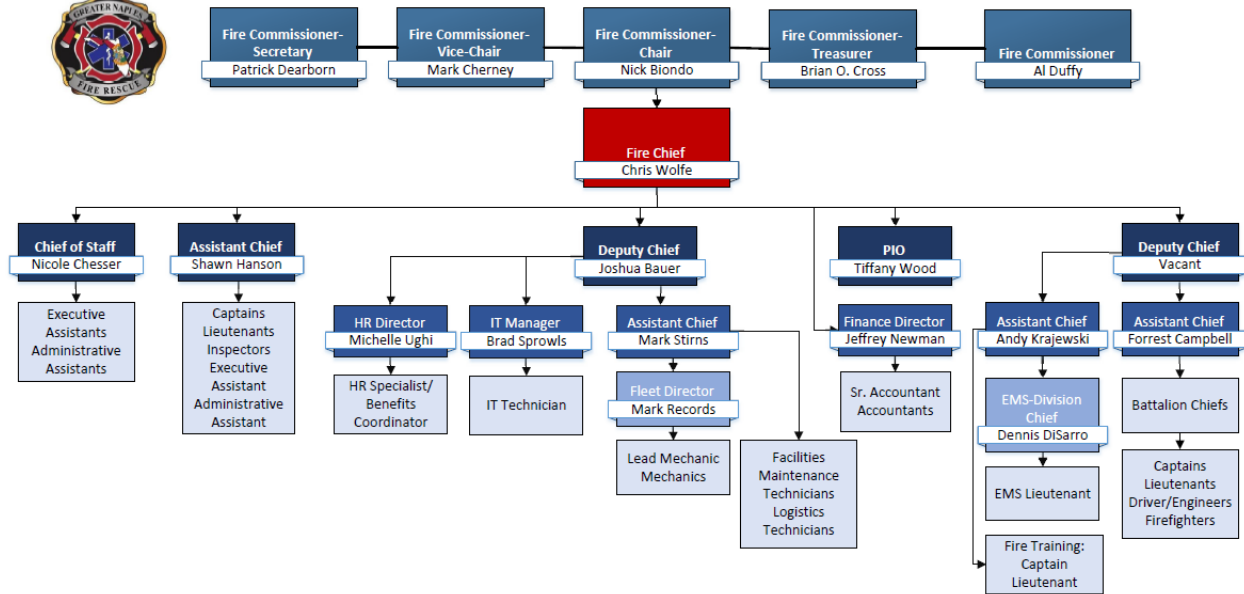 GREATER NAPLES
FIRE RESCUE
Fire Commissioner-
Secretary
Patrick Dearborn
Fire Commissioner-
Vice-Chair
Mark Cherney
Fire Commissioner-
Chair
Nick Biondo
Fire Commissioner-
Treasurer
Brian O. Cross
Fire Commissioner
Al Duffy
Fire Chief
Chris Wolfe
Chief of Staff
Nicole Chesser
Executive
Assistants
Administrative
Assistants
Assistant Chief
Shawn Hanson
Captains
Lieutenants
Inspectors
Executive
Assistant
Administrative
Assistant
Deputy Chief
Joshua Bauer
HR Director
Michelle Ughi
HR Specialist/
Benefits
Coordinator
IT Manager
Brad Sprowls
IT Technician
Assistant Chief
Mark Stirns
Fleet Director
Mark Records
Lead Mechanic
Mechanics
Facilities
Maintenance
Technicians
Logistics
Technicians
PIO
Tiffany Wood
Finance Director
Jeffrey Newman
Sr. Accountant
Accountants
Deputy Chief
Vacant
Assistant Chief
Andy Krajewski
EMS-Division
Chief
Dennis DiSarro
EMS Lieutenant
Fire Training:
Captain
Lieutenant
Assistant Chief
Forrest Campbell
Battalion Chiefs
Captains
Lieutenants
Driver/Engineers
Firefighters